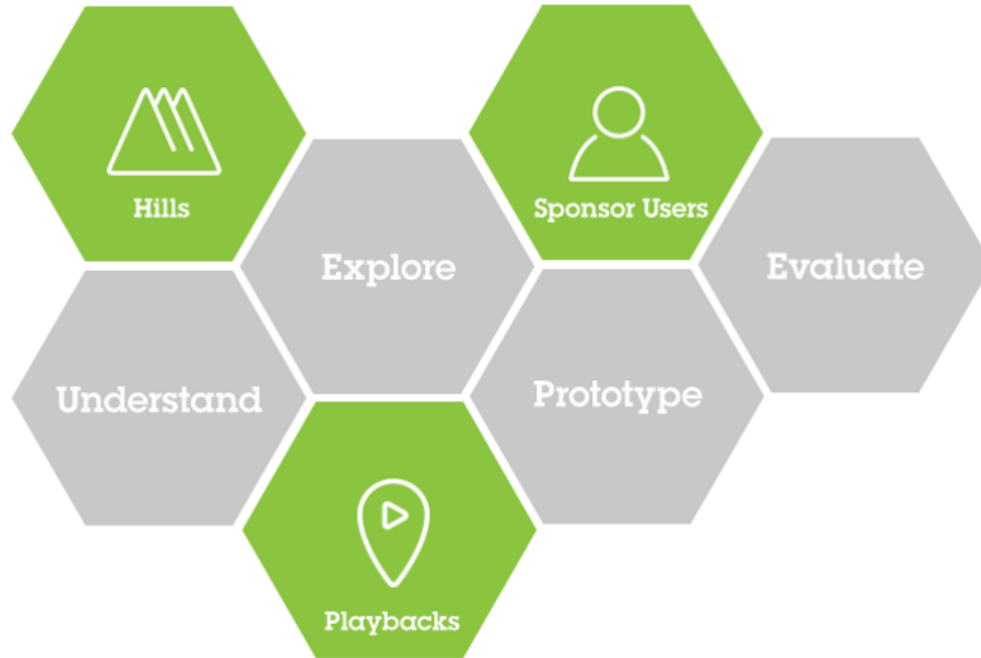 Hills
Sponsor Users
Explore
Evaluate
Understand
Prototype
Playbacks